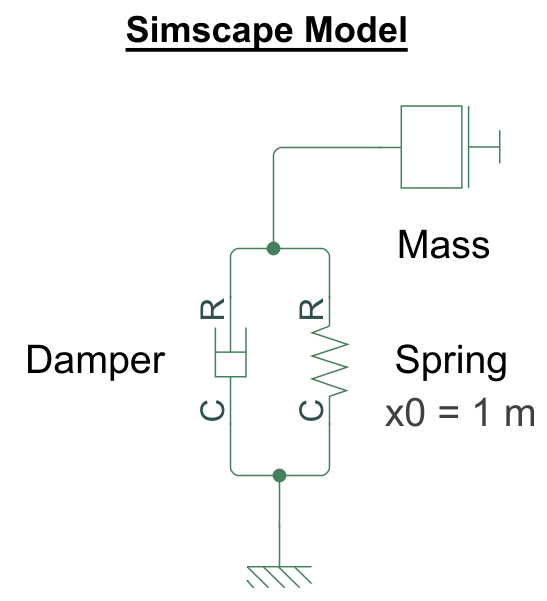 Simscape Model
Mass
R
R
Damper
Spring
C
C
x0 = 1 m